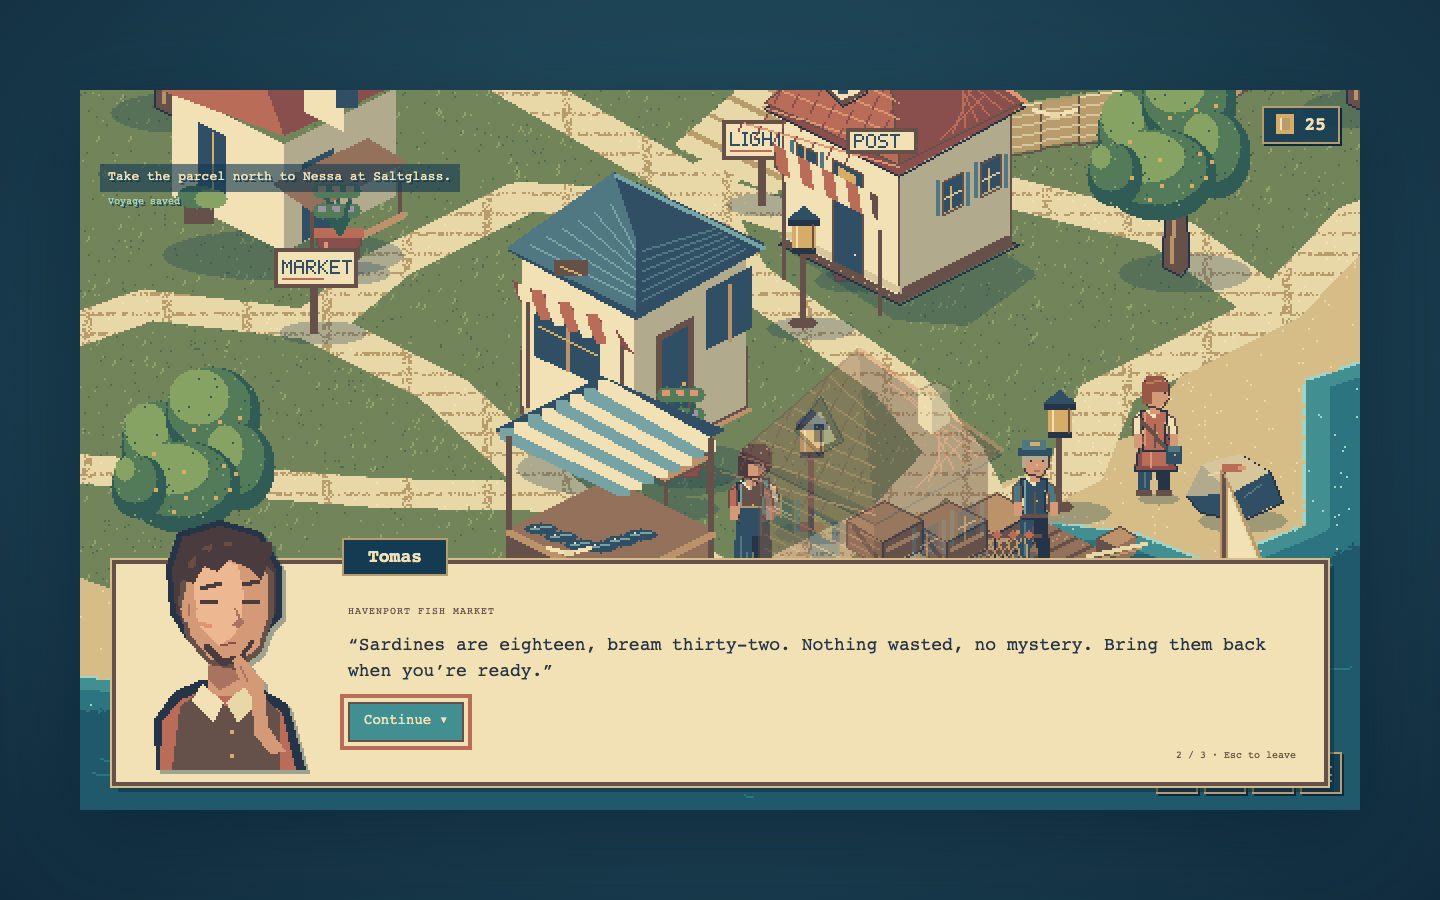 LIGH
POST
25
Take the parcel north to Nessa at Saltglass.
Voyage saved
MARKET
Tomas
HAVENPORT FISH MARKET
“Sardines are eighteen, bream thirty-two. Nothing wasted, no mystery. Bring them back
when you’re ready.”
Continue ▾
2 / 3 · Esc to leave